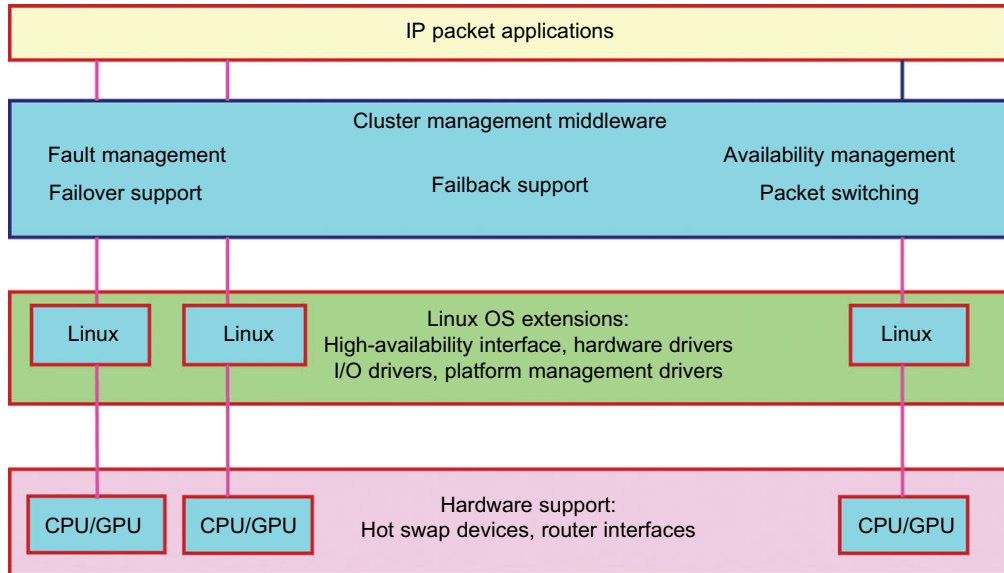 IP packet applications
Cluster management middleware
Fault management
Availability management
Failover support
Failback support
Packet switching
Linux
Linux
Linux OS extensions:
High-availability interface, hardware drivers
I/O drivers, platform management drivers
Linux
CPU/GPU
CPU/GPU
Hardware support:
Hot swap devices, router interfaces
CPU/GPU